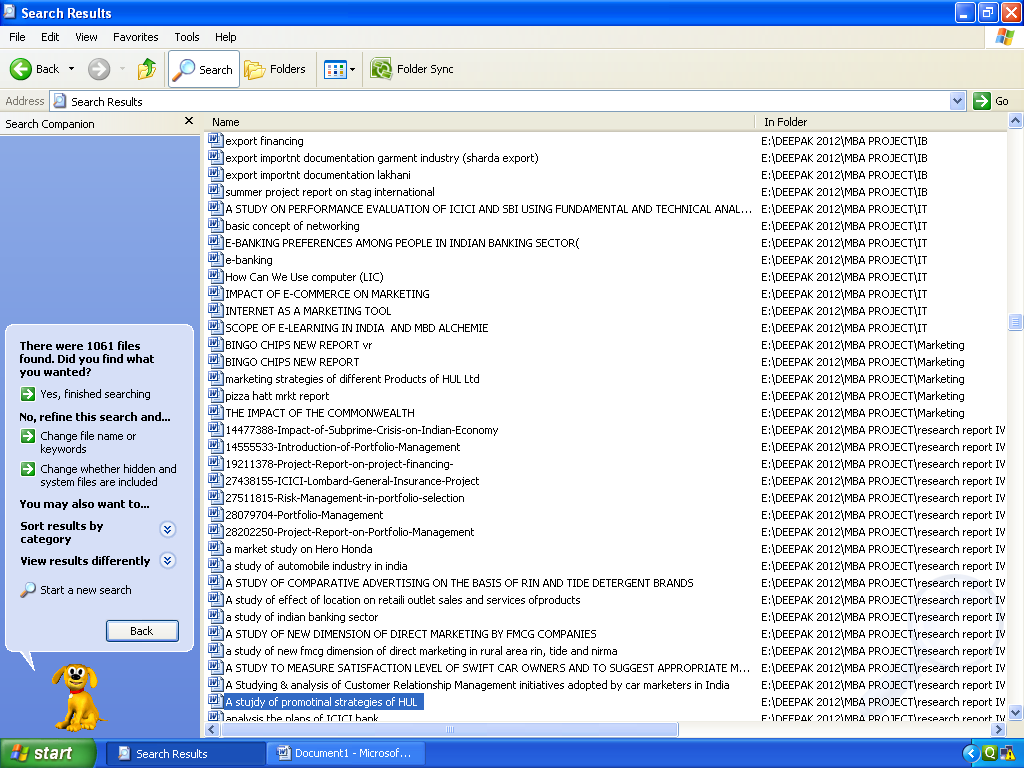 Search Results
File Edit View Favorites Tools Help
Back Search Folders Folder Sync
Address Search Results Go
Search Companion
There were 1061 files
found. Did you find what
you wanted?
Yes, finished searching
No, refine this search and...
Change file name or
keywords
Change whether hidden and
system files are included
You may also want to...
Sort results by
category
View results differently
Start a new search
Back
Name In Folder
export financing E:\DEEPAK 2012\MBA PROJECT\IB
export importnt documentation garment industry (sharda export) E:\DEEPAK 2012\MBA PROJECT\IB
export importnt documentation lakhani E:\DEEPAK 2012\MBA PROJECT\IB
summer project report on stag international E:\DEEPAK 2012\MBA PROJECT\IB
A STUDY ON PERFORMANCE EVALUATION OF ICICI AND SBI USING FUNDAMENTAL AND TECHNICAL ANAL... E:\DEEPAK 2012\MBA PROJECT\IT
basic concept of networking E:\DEEPAK 2012\MBA PROJECT\IT
E-BANKING PREFERENCES AMONG PEOPLE IN INDIAN BANKING SECTOR( E:\DEEPAK 2012\MBA PROJECT\IT
e-banking E:\DEEPAK 2012\MBA PROJECT\IT
How Can We Use computer (LIC) E:\DEEPAK 2012\MBA PROJECT\IT
IMPACT OF E-COMMERCE ON MARKETING E:\DEEPAK 2012\MBA PROJECT\IT
INTERNET AS A MARKETING TOOL E:\DEEPAK 2012\MBA PROJECT\IT
SCOPE OF E-LEARNING IN INDIA AND MBD ALCHEMIE E:\DEEPAK 2012\MBA PROJECT\IT
BINGO CHIPS NEW REPORT vr E:\DEEPAK 2012\MBA PROJECT\Marketing
BINGO CHIPS NEW REPORT E:\DEEPAK 2012\MBA PROJECT\Marketing
marketing strategies of different Products of HUL Ltd E:\DEEPAK 2012\MBA PROJECT\Marketing
pizza hatt mrkt report E:\DEEPAK 2012\MBA PROJECT\Marketing
THE IMPACT OF THE COMMONWEALTH E:\DEEPAK 2012\MBA PROJECT\Marketing
14477388-Impact-of-Subprime-Crisis-on-Indian-Economy E:\DEEPAK 2012\MBA PROJECT\research report IV
14555533-Introduction-of-Portfolio-Management E:\DEEPAK 2012\MBA PROJECT\research report IV
19211378-Project-Report-on-project-financing- E:\DEEPAK 2012\MBA PROJECT\research report IV
27438155-ICICI-Lombard-General-Insurance-Project E:\DEEPAK 2012\MBA PROJECT\research report IV
27511815-Risk-Management-in-portfolio-selection E:\DEEPAK 2012\MBA PROJECT\research report IV
28079704-Portfolio-Management E:\DEEPAK 2012\MBA PROJECT\research report IV
28202250-Project-Report-on-Portfolio-Management E:\DEEPAK 2012\MBA PROJECT\research report IV
a market study on Hero Honda E:\DEEPAK 2012\MBA PROJECT\research report IV
a study of automobile industry in india E:\DEEPAK 2012\MBA PROJECT\research report IV
A STUDY OF COMPARATIVE ADVERTISING ON THE BASIS OF RIN AND TIDE DETERGENT BRANDS E:\DEEPAK 2012\MBA PROJECT\research report IV
A study of effect of location on retaili outlet sales and services ofproducts E:\DEEPAK 2012\MBA PROJECT\research report IV
a study of indian banking sector E:\DEEPAK 2012\MBA PROJECT\research report IV
A STUDY OF NEW DIMENSION OF DIRECT MARKETING BY FMCG COMPANIES E:\DEEPAK 2012\MBA PROJECT\research report IV
a study of new fmcg dimension of direct marketing in rural area rin, tide and nirma E:\DEEPAK 2012\MBA PROJECT\research report IV
A STUDY TO MEASURE SATISFACTION LEVEL OF SWIFT CAR OWNERS AND TO SUGGEST APPROPRIATE M... E:\DEEPAK 2012\MBA PROJECT\research report IV
A Studying & analysis of Customer Relationship Management initiatives adopted by car marketers in India E:\DEEPAK 2012\MBA PROJECT\research report IV
A stujdy of promotinal strategies of HUL E:\DEEPAK 2012\MBA PROJECT\research report IV
analysis the plans of ICICI bank E:\DEEPAK 2012\MBA PROJECT\research report IV
start Search Results Document1 - Microsof...